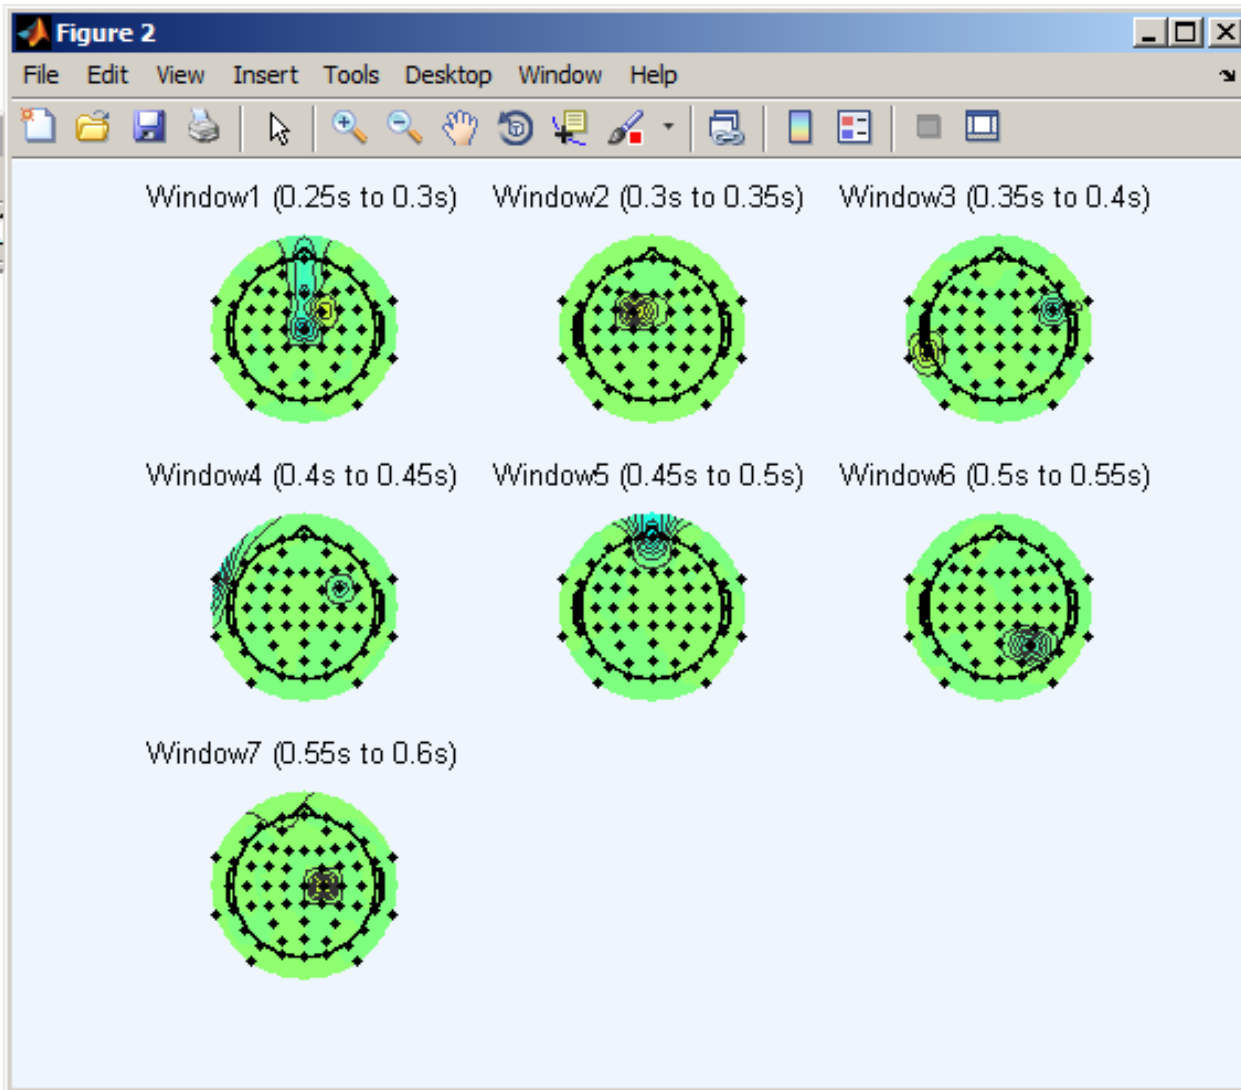 Figure 2
File Edit View Insert Tools Desktop Window Help
Window1 (0.25s to 0.3s) Window2 (0.3s to 0.35s) Window3 (0.35s to 0.4s)
Window4 (0.4s to 0.45s) Window5 (0.45s to 0.5s) Window6 (0.5s to 0.55s)
Window7 (0.55s to 0.6s)